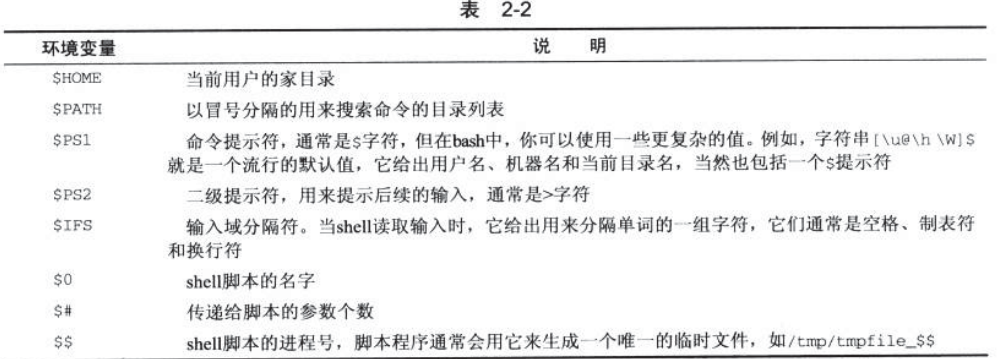 表 2-2
环境变量 说 明
$HOME 当前用户的家目录
$PATH 以冒号分隔的用来搜索命令的目录列表
$PS1 命令提示符，通常是$字符，但在bash中，你可以使用一些更复杂的值。例如，字符串[\u@\h \W]$
就是一个流行的默认值，它给出用户名、机器名和当前目录名，当然也包括一个$提示符
$PS2 二级提示符，用来提示后续的输入，通常是>字符
$IFS 输入域分隔符。当shell读取输入时，它给出用来分隔单词的一组字符，它们通常是空格、制表符
和换行符
$0 shell脚本的名字
$# 传递给脚本的参数个数
$$ shell脚本的进程号，脚本程序通常会用它来生成一个唯一的临时文件，如/tmp/tmpfile_$$